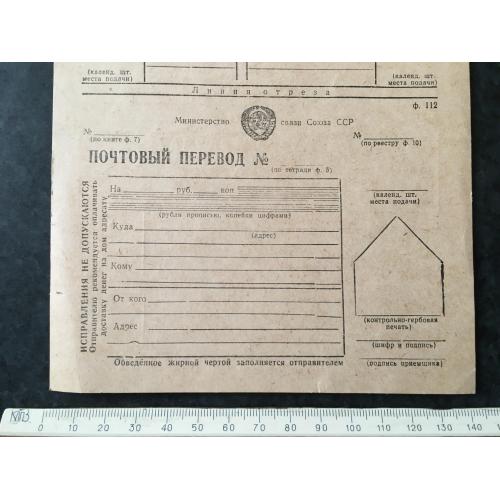 (календ. шт.
места подачи)
(календ. шт.
места подачи)
Линия отреза
ф. 112
Министерство связи Союза ССР
№
(по книге ф. 7)
№
(по реестру ф. 10)
ПОЧТОВЫЙ ПЕРЕВОД №
(по тетради ф. 5)
ИСПРАВЛЕНИЯ НЕ ДОПУСКАЮТСЯ
Отправителю рекомендуется оплачивать
доставку денег на дом адресату
На руб. коп
(рубли прописью, копейки цифрами)
Куда
(адрес)
Кому
От кого
Адрес
Обведённое жирной чертой заполняется отправителем
(календ. шт.
места подачи)
(контрольно-гербовая
печать)
(шифр и подпись)
(подпись приемщика)
0 10 20 30 40 50 60 70 80 90 100 110 120 130 140